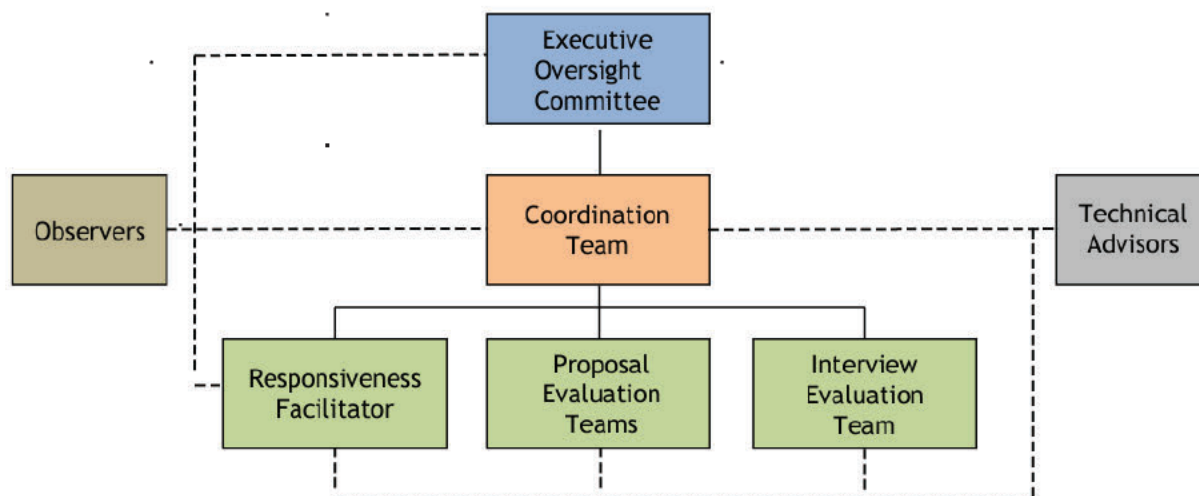 Executive
Oversight
Committee
Observers
Coordination
Team
Technical
Advisors
Responsiveness
Facilitator
Proposal
Evaluation
Teams
Interview
Evaluation
Team